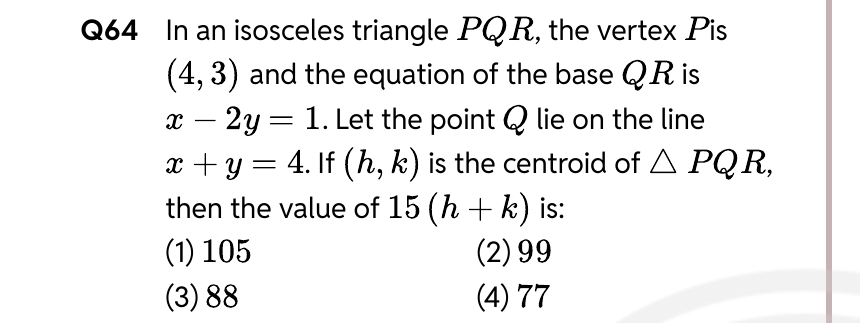 Q64 In an isosceles triangle PQR, the vertex Pis
(4, 3) and the equation of the base QR is
x − 2y = 1. Let the point Q lie on the line
x + y = 4. If (h, k) is the centroid of △ PQR,
then the value of 15 (h + k) is:
(1) 105 (2) 99
(3) 88 (4) 77